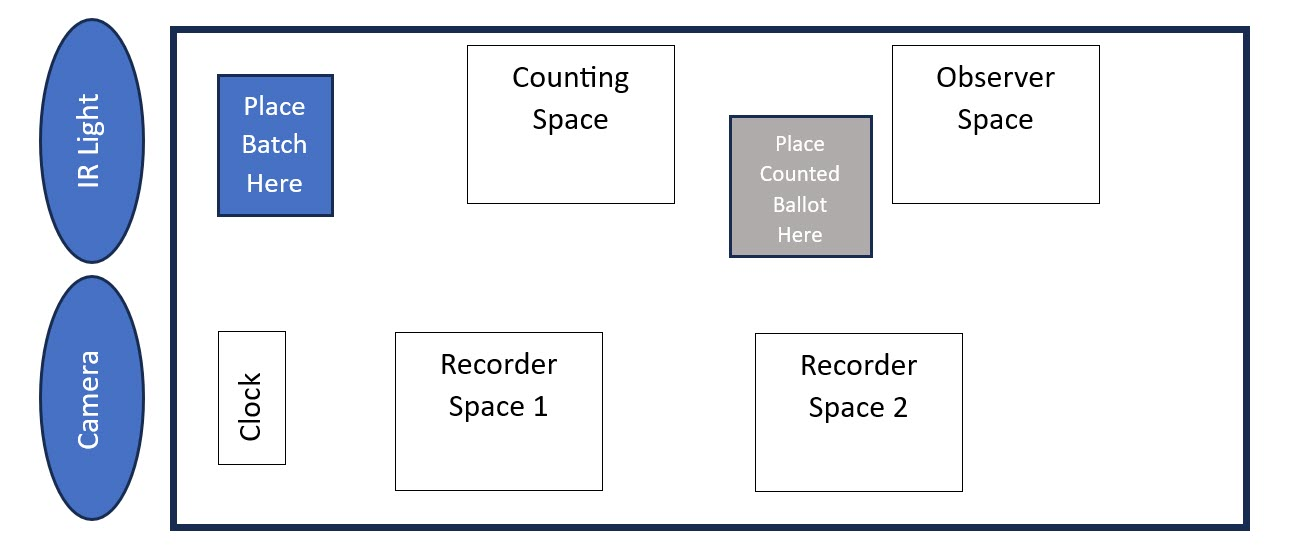 IR Light
Place
Batch
Here
Counting
Space
Place
Counted
Ballot
Here
Observer
Space
Camera
Clock
Recorder
Space 1
Recorder
Space 2